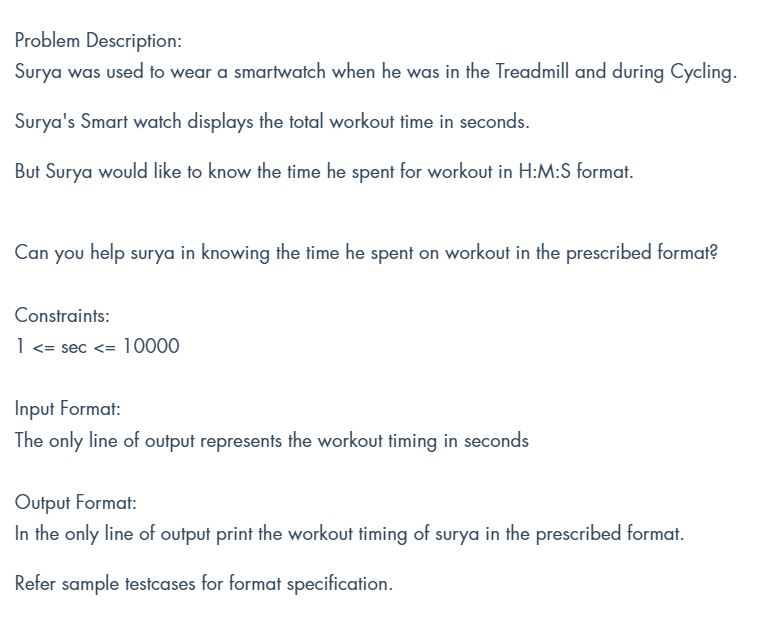 Problem Description:
Surya was used to wear a smartwatch when he was in the Treadmill and during Cycling.
Surya's Smart watch displays the total workout time in seconds.
But Surya would like to know the time he spent for workout in H:M:S format.
Can you help surya in knowing the time he spent on workout in the prescribed format?
Constraints:
1 <= sec <= 10000
Input Format:
The only line of output represents the workout timing in seconds
Output Format:
In the only line of output print the workout timing of surya in the prescribed format.
Refer sample testcases for format specification.